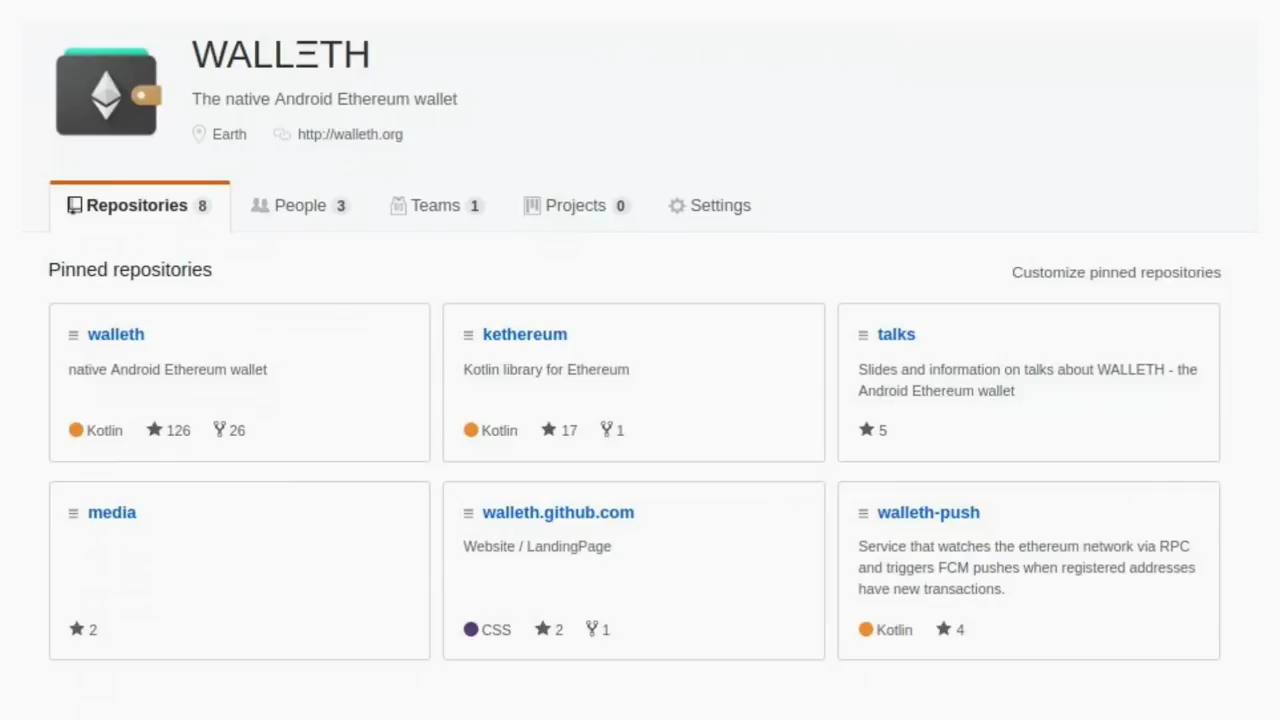 WALLΞTH
The native Android Ethereum wallet
Earth http://walleth.org
Repositories 8 People 3 Teams 1 Projects 0 Settings
Pinned repositories Customize pinned repositories
walleth
native Android Ethereum wallet
Kotlin 126 26
kethereum
Kotlin library for Ethereum
Kotlin 17 1
talks
Slides and information on talks about WALLETH - the
Android Ethereum wallet
5
media
2
walleth.github.com
Website / LandingPage
CSS 2 1
walleth-push
Service that watches the ethereum network via RPC
and triggers FCM pushes when registered addresses
have new transactions.
Kotlin 4